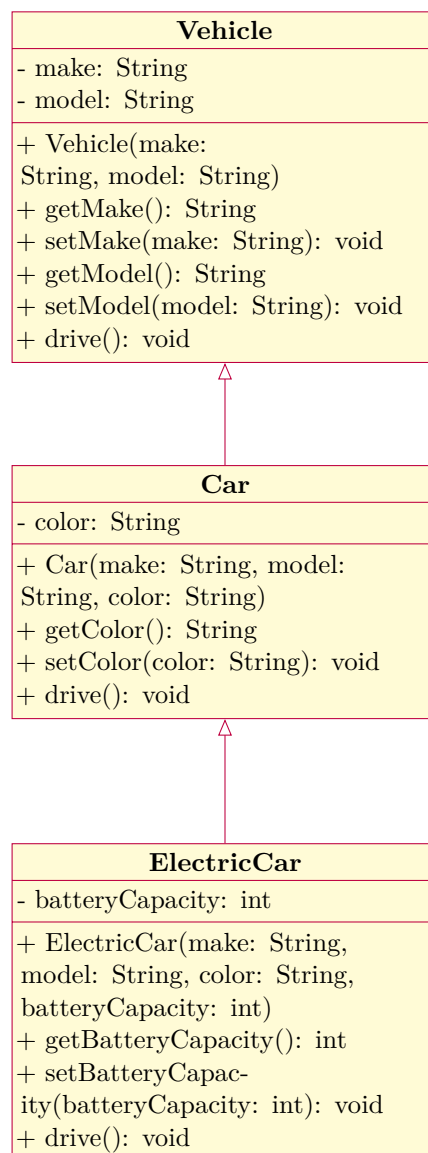 Vehicle
- make: String
- model: String
+ Vehicle(make:
String, model: String)
+ getMake(): String
+ setMake(make: String): void
+ getModel(): String
+ setModel(model: String): void
+ drive(): void
Car
- color: String
+ Car(make: String, model:
String, color: String)
+ getColor(): String
+ setColor(color: String): void
+ drive(): void
ElectricCar
- batteryCapacity: int
+ ElectricCar(make: String,
model: String, color: String,
batteryCapacity: int)
+ getBatteryCapacity(): int
+ setBatteryCapac-
ity(batteryCapacity: int): void
+ drive(): void